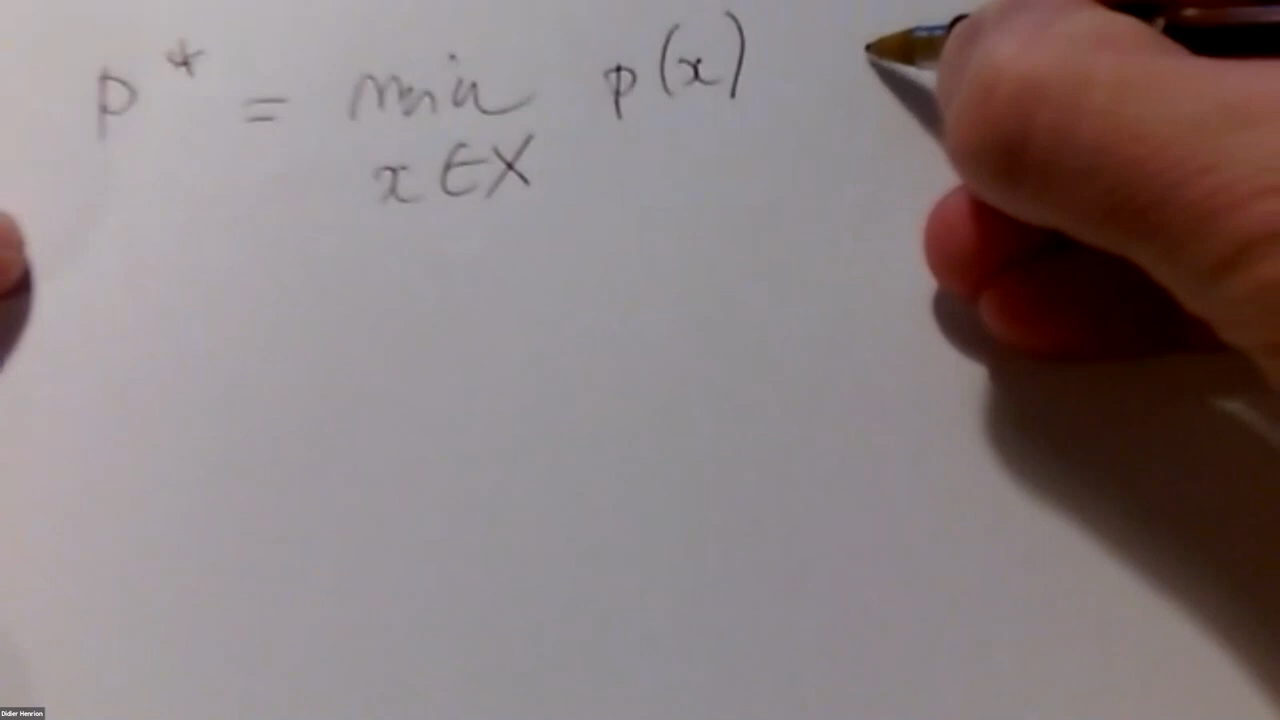 p* = min p(x)
x ∈ X
Didier Henrion